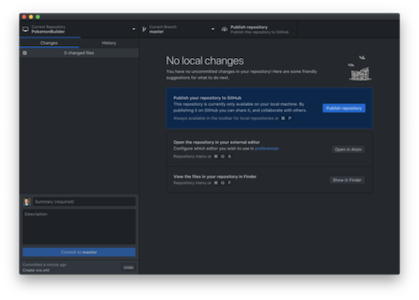 Current Repository
PokemonBuilder
Current Branch
master
Publish repository
Publish this repository to GitHub
Changes
History
0 changed files
No local changes
You have no uncommitted changes in your repository! Here are some friendly
suggestions for what to do next.
Publish your repository to GitHub
This repository is currently only available on your local machine. By
publishing it on GitHub you can share it, and collaborate with others.
Always available in the toolbar for local repositories or ⌘ P
Publish repository
Open the repository in your external editor
Configure which editor you wish to use in preferences
Repository menu or ⌘ ⇧ A
Open in Atom
View the files in your repository in Finder
Repository menu or ⌘ ⇧ F
Show in Finder
Summary (required)
Description
Commit to master
Committed a minute ago
Undo